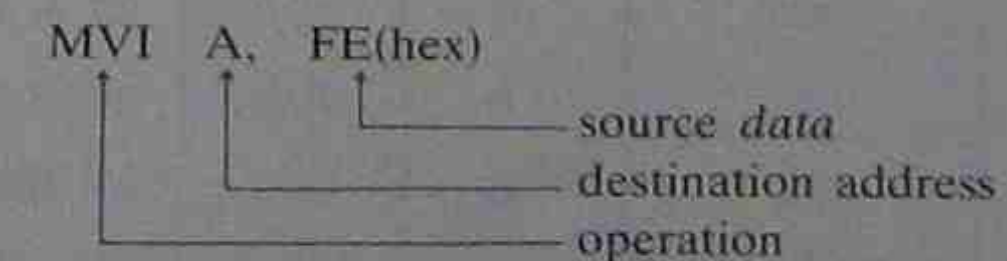 MVI A, FE(hex)
source data
destination address
operation